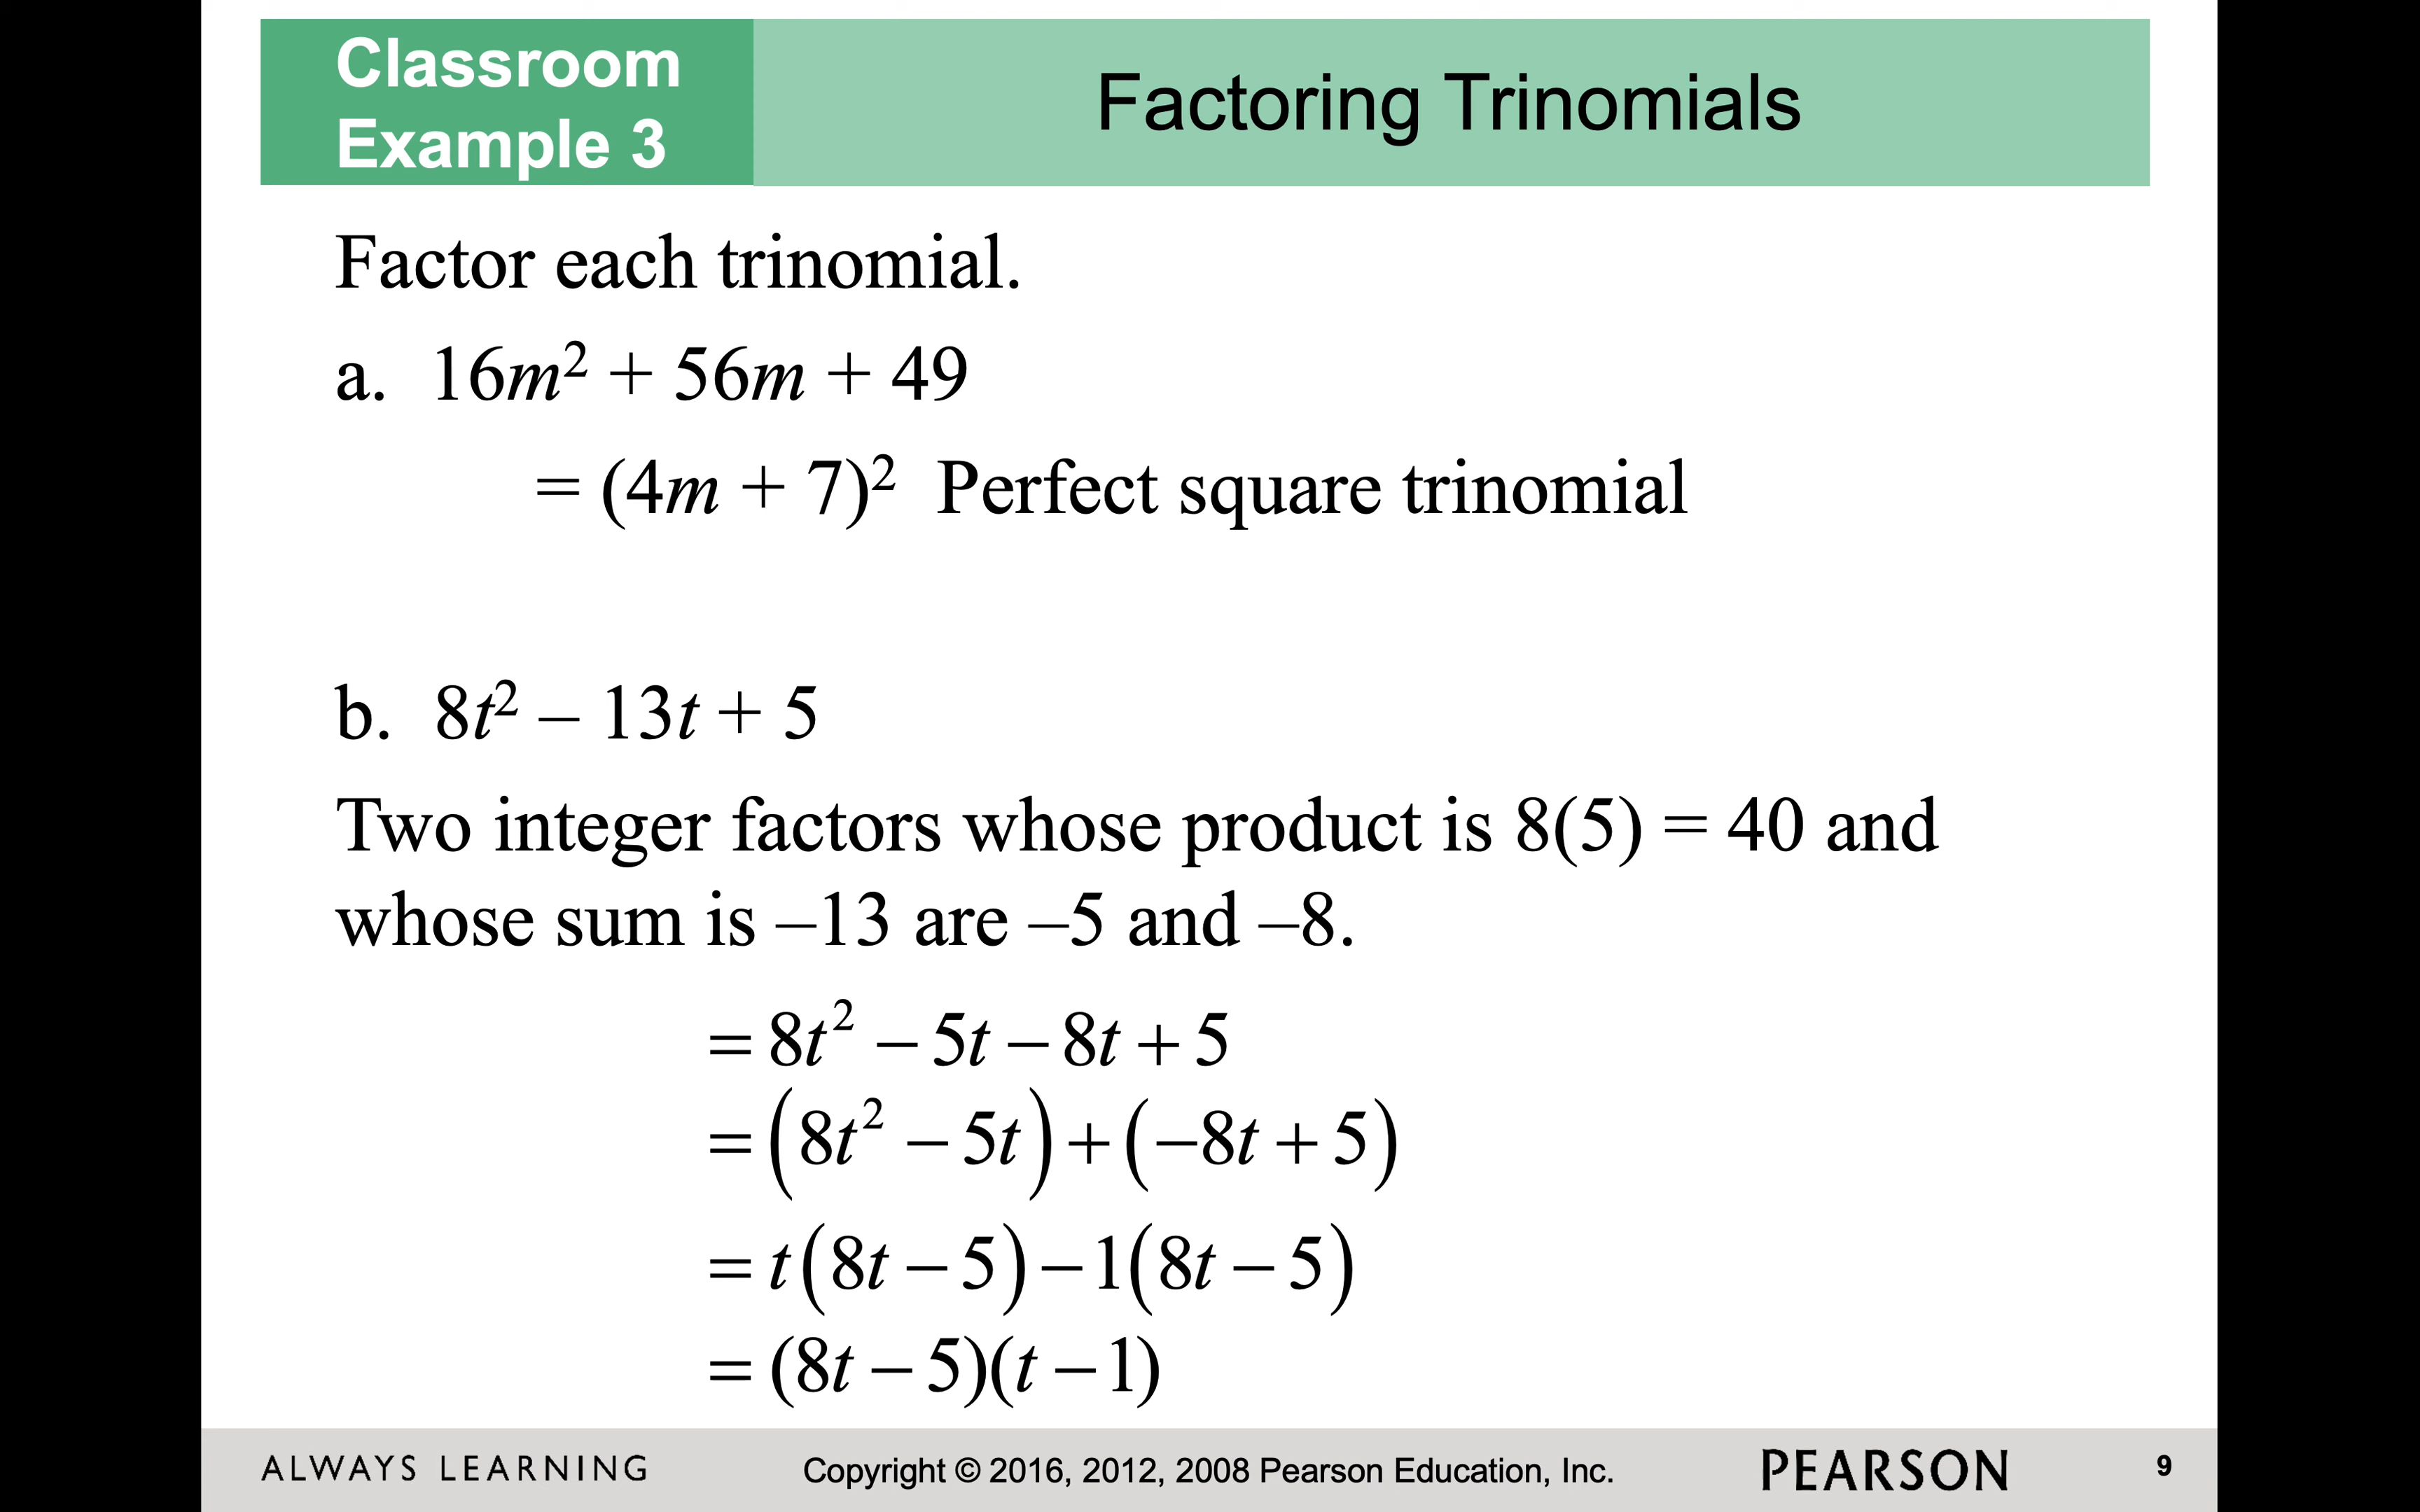 Classroom
Example 3
Factoring Trinomials
Factor each trinomial.
a. 16m² + 56m + 49
= (4m + 7)² Perfect square trinomial
b. 8t² – 13t + 5
Two integer factors whose product is 8(5) = 40 and
whose sum is –13 are –5 and –8.
= 8t² – 5t – 8t + 5
= (8t² – 5t) + (–8t + 5)
= t(8t – 5) – 1(8t – 5)
= (8t – 5)(t – 1)
ALWAYS LEARNING Copyright © 2016, 2012, 2008 Pearson Education, Inc. PEARSON 9